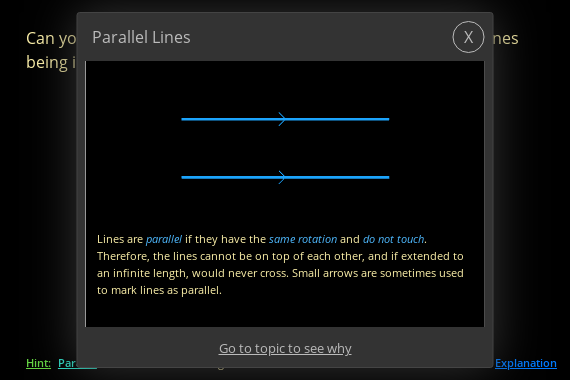 Can yo
nes
being i
Parallel Lines
X
Lines are parallel if they have the same rotation and do not touch.
Therefore, the lines cannot be on top of each other, and if extended to
an infinite length, would never cross. Small arrows are sometimes used
to mark lines as parallel.
Go to topic to see why
Hint:
Explanation